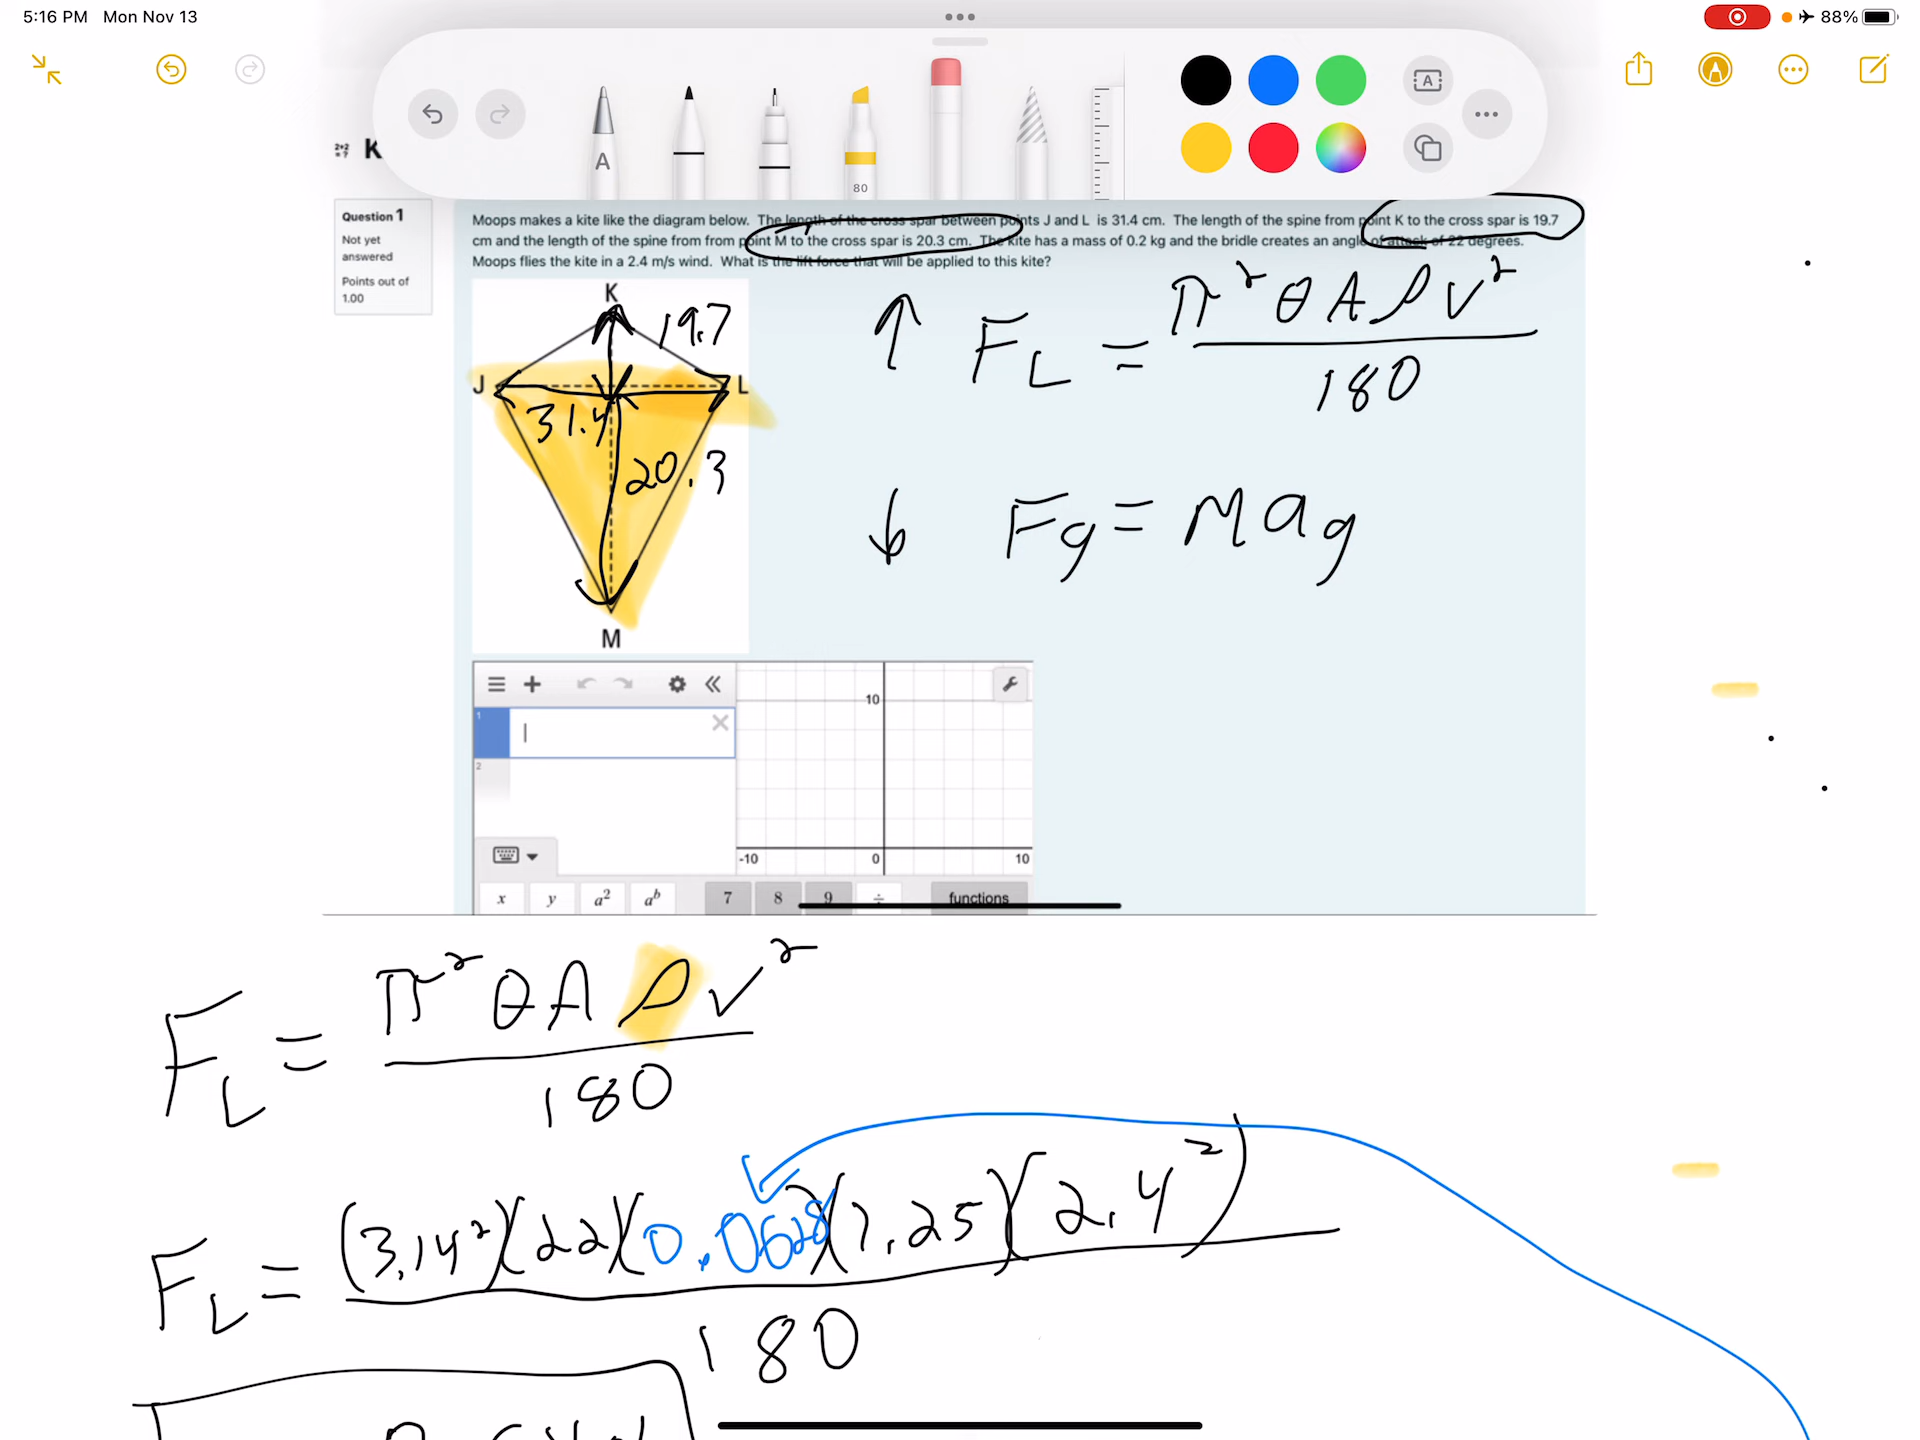 5:16 PM Mon Nov 13
88%
A
80
A
2+2
=?
K
Question 1
Not yet
answered
Points out of
1.00
Moops makes a kite like the diagram below. The length of the cross spar between points J and L is 31.4 cm. The length of the spine from point K to the cross spar is 19.7
cm and the length of the spine from from point M to the cross spar is 20.3 cm. The kite has a mass of 0.2 kg and the bridle creates an angle of attack of 22 degrees.
Moops flies the kite in a 2.4 m/s wind. What is the lift force that will be applied to this kite?
K
19.7
J
L
31.4
20.3
M
↑ F_L = π²θAρv²
180
↓ Fg = mag
1
2
10
-10
0
10
x y a² aᵇ 7 8 9 ÷ functions
F_L = π²θAρv²
180
F_L = (3.14²)(22)(0.0628)(1.25)(2.4²)
180